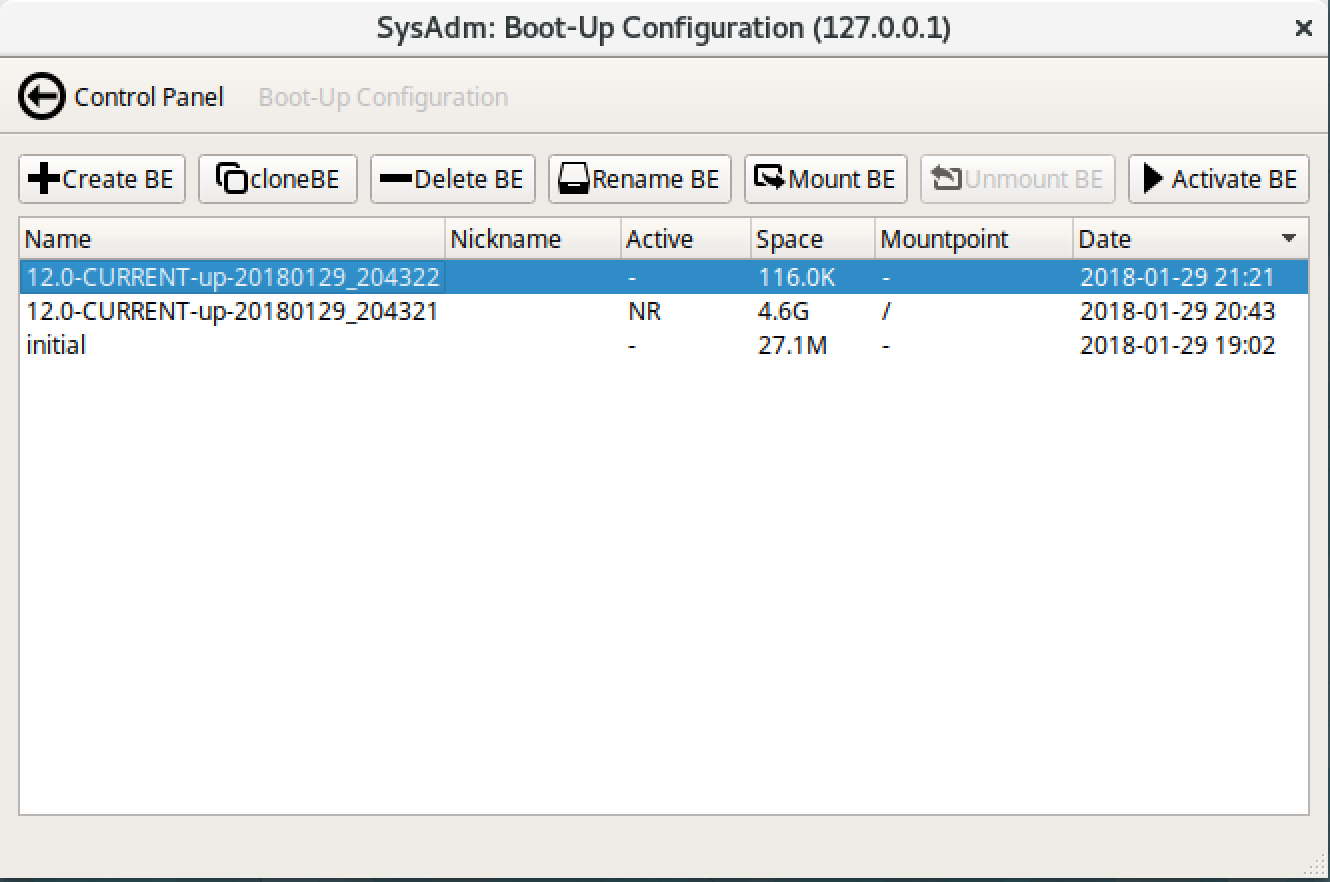 SysAdm: Boot-Up Configuration (127.0.0.1)
Control Panel Boot-Up Configuration
Create BE cloneBE Delete BE Rename BE Mount BE Unmount BE Activate BE
Name Nickname Active Space Mountpoint Date
12.0-CURRENT-up-20180129_204322 - 116.0K - 2018-01-29 21:21
12.0-CURRENT-up-20180129_204321 NR 4.6G / 2018-01-29 20:43
initial - 27.1M - 2018-01-29 19:02